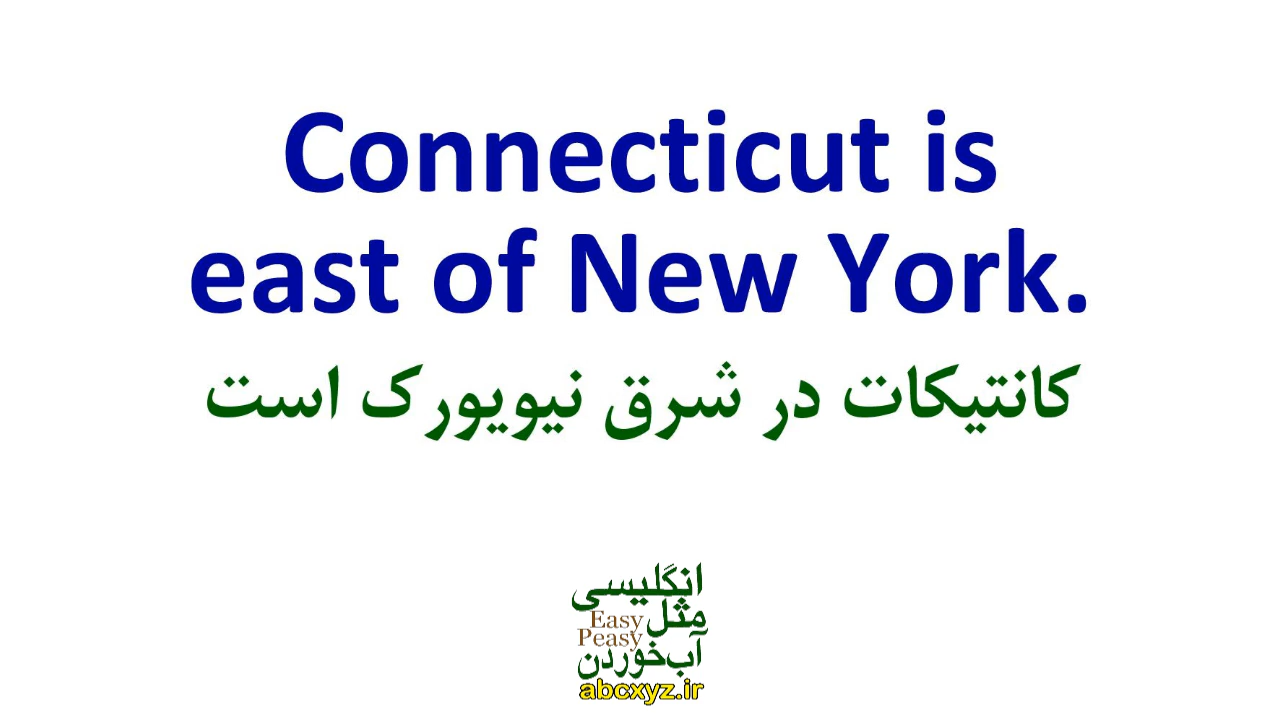 Connecticut is
east of New York.
کانتیکات در شرق نیویورک است
انگلیسی
مثل
Easy
Peasy
آب‌خوردن
abcxyz.ir